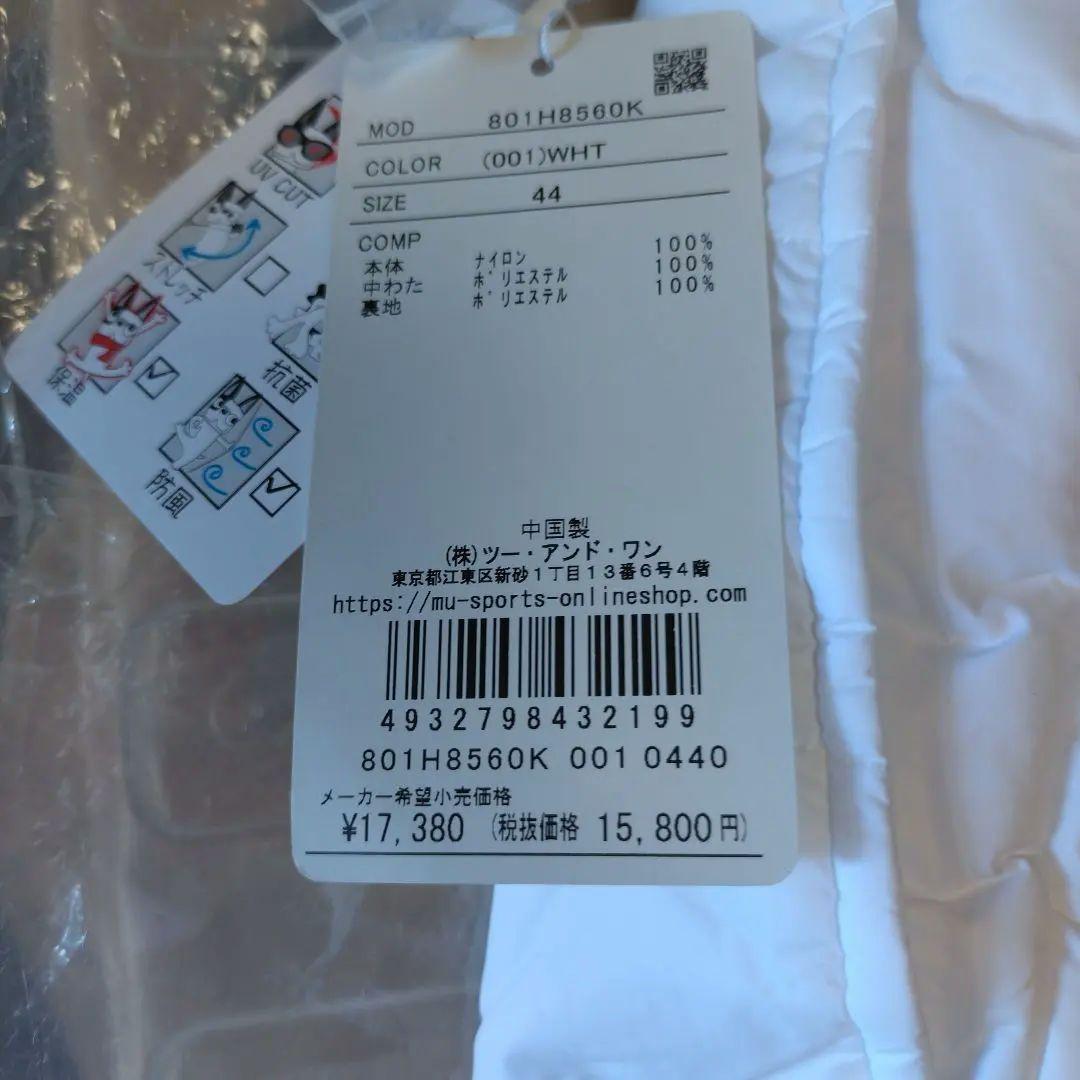 MOD 801H8560K
COLOR (001)WHT
SIZE 44
COMP
本体 ナイロン 100%
中わた ポリエステル 100%
裏地 ポリエステル 100%
中国製
(株)ツー・アンド・ワン
東京都江東区新砂1丁目13番6号4階
https://mu-sports-onlineshop.com
4932798432199
801H8560K 001 0440
メーカー希望小売価格
¥17,380 (税抜価格 15,800円)
UV CUT
ストレッチ
保温
抗菌
防風